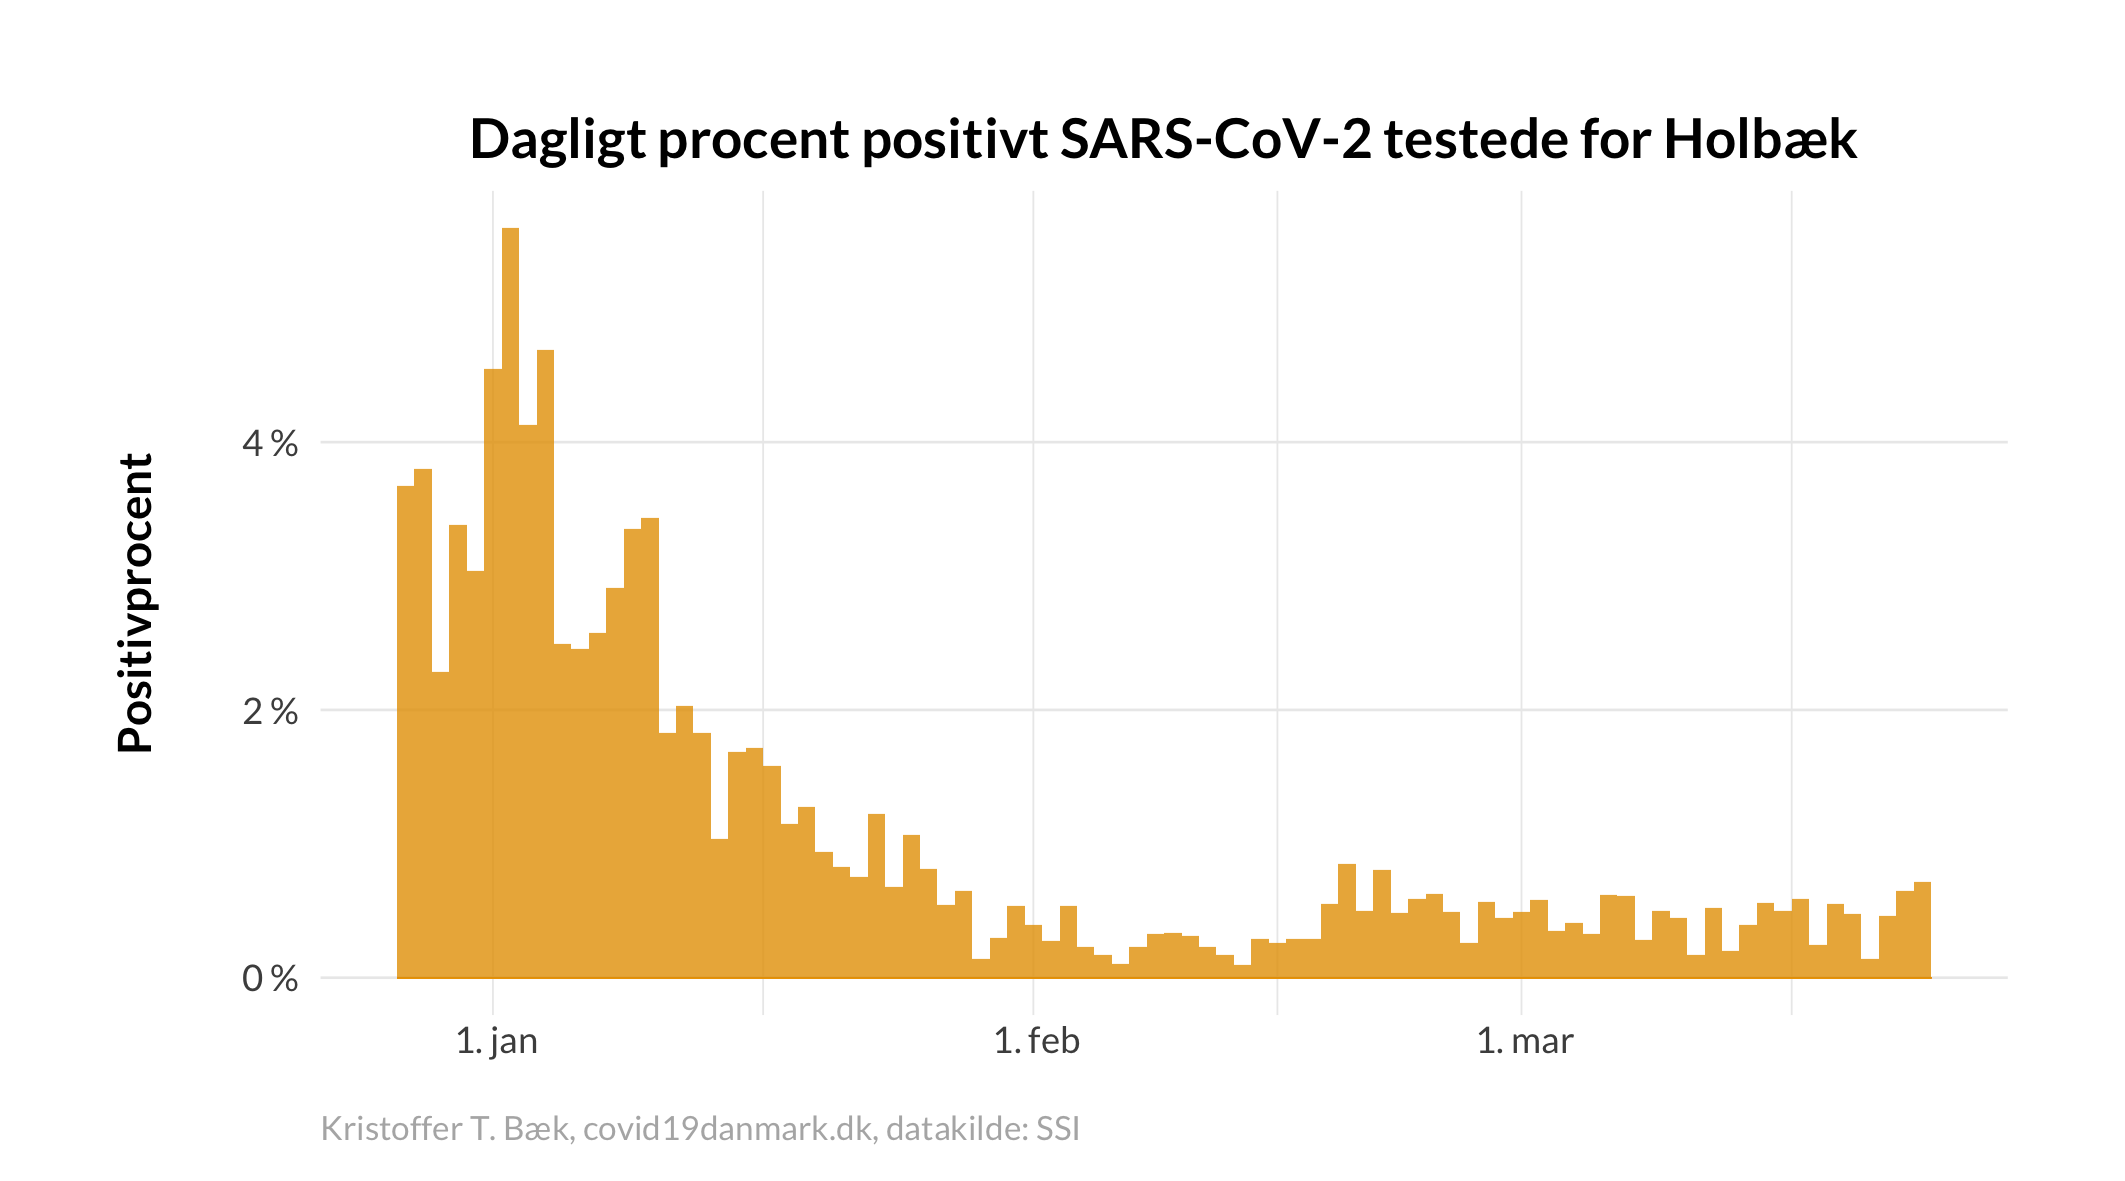 Dagligt procent positivt SARS-CoV-2 testede for Holbæk
Positivprocent
4 %
2 %
0 %
1. jan
1. feb
1. mar
Kristoffer T. Bæk, covid19danmark.dk, datakilde: SSI